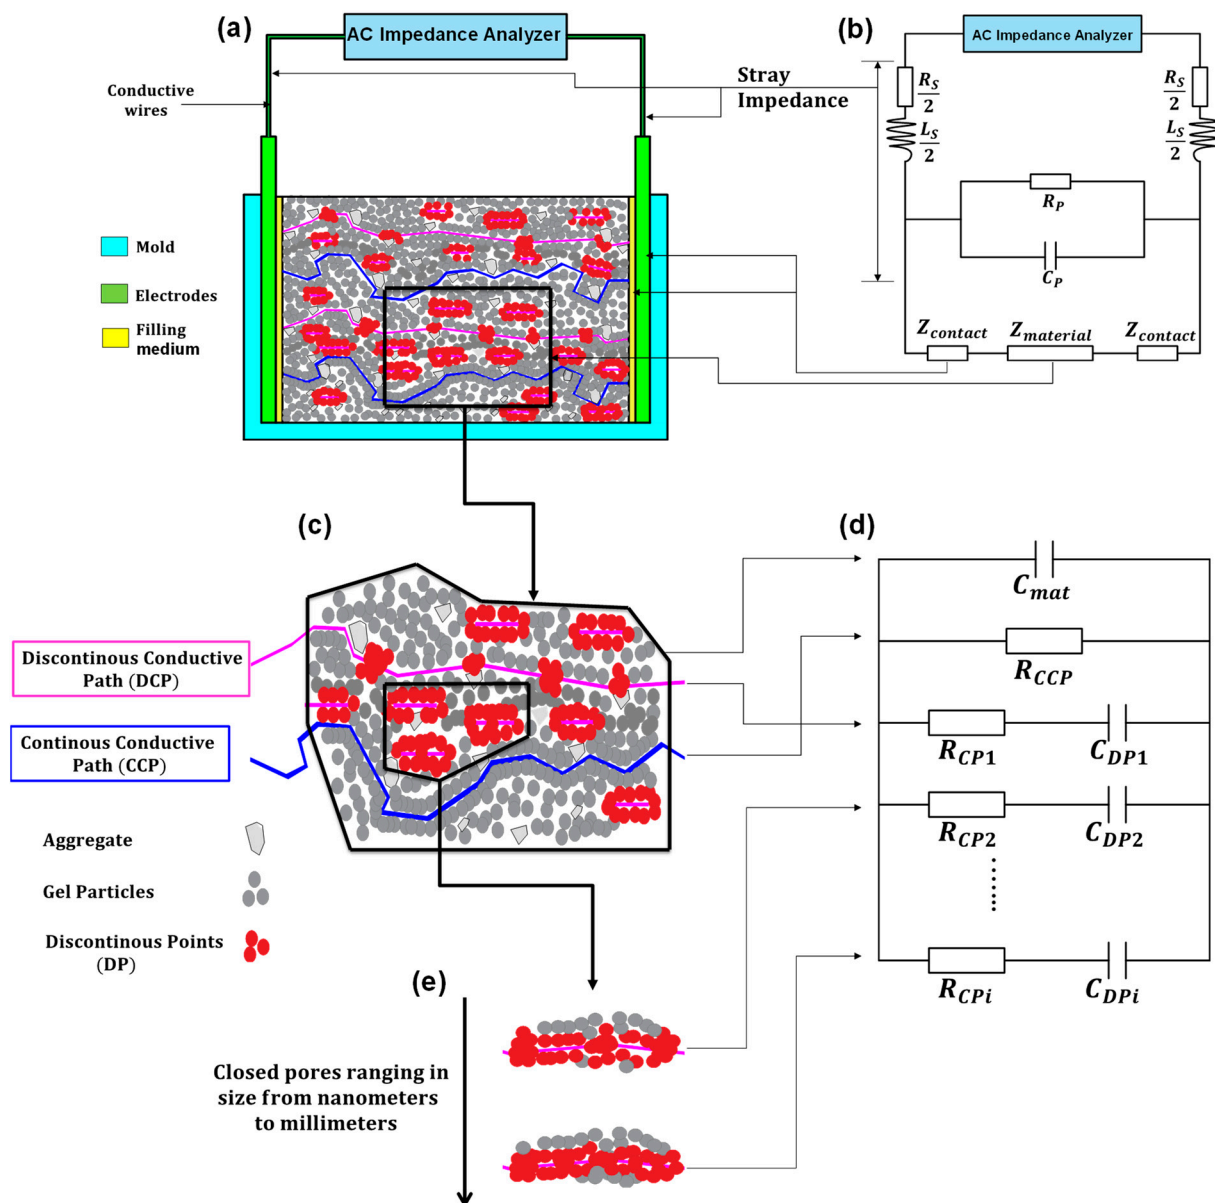 (a)
AC Impedance Analyzer
Conductive
wires
Stray
Impedance
Mold
Electrodes
Filling
medium
(b)
AC Impedance Analyzer
R_S/2
L_S/2
R_S/2
L_S/2
R_P
C_P
Z_contact
Z_material
Z_contact
(c)
Discontinous Conductive
Path (DCP)
Continous Conductive
Path (CCP)
Aggregate
Gel Particles
Discontinous Points
(DP)
(d)
C_mat
R_CCP
R_CP1
C_DP1
R_CP2
C_DP2
R_CPi
C_DPi
(e)
Closed pores ranging in
size from nanometers
to millimeters